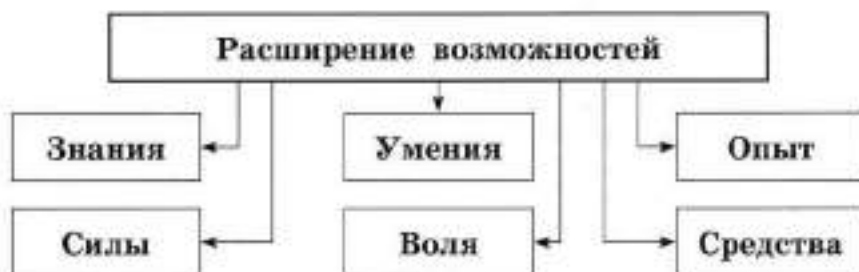 Расширение возможностей
Знания
Умения
Опыт
Силы
Воля
Средства